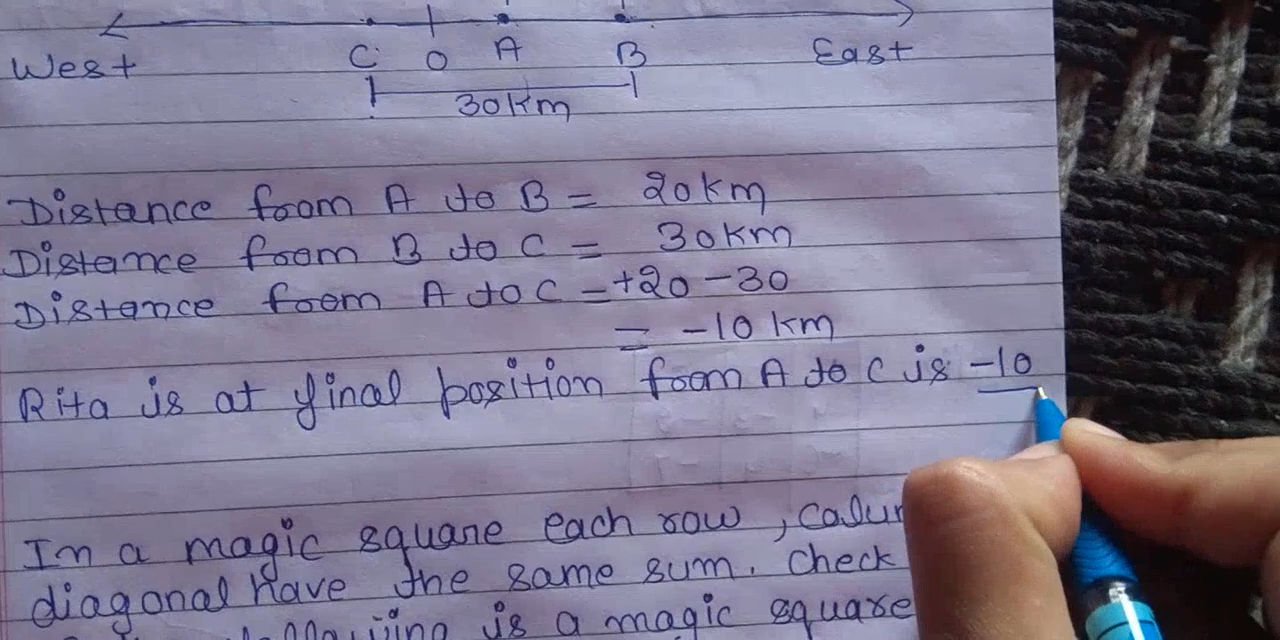 West C O A B East
30km
Distance from A to B = 20km
Distance from B to C = 30km
Distance from A to C = +20-30
= -10 km
Rita is at final position from A to C is -10
In a magic square each row,
diagonal have the same sum. Check
is a magic square